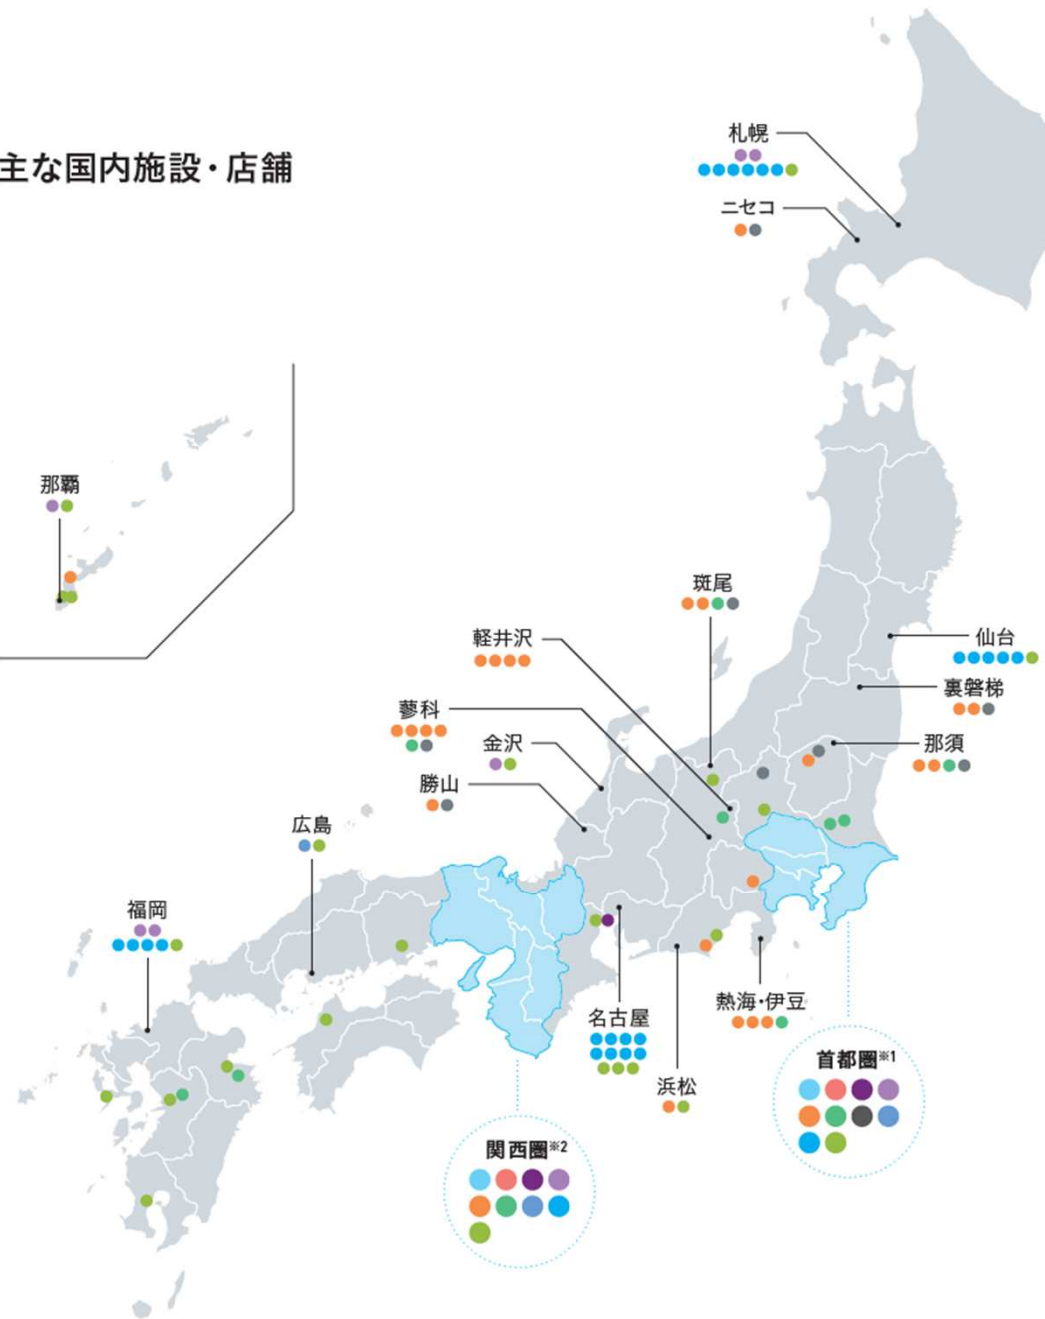 主な国内施設・店舗
札幌
ニセコ
那覇
斑尾
軽井沢
仙台
裏磐梯
蓼科
金沢
那須
勝山
広島
福岡
熱海・伊豆
名古屋
首都圏※1
浜松
関西圏※2